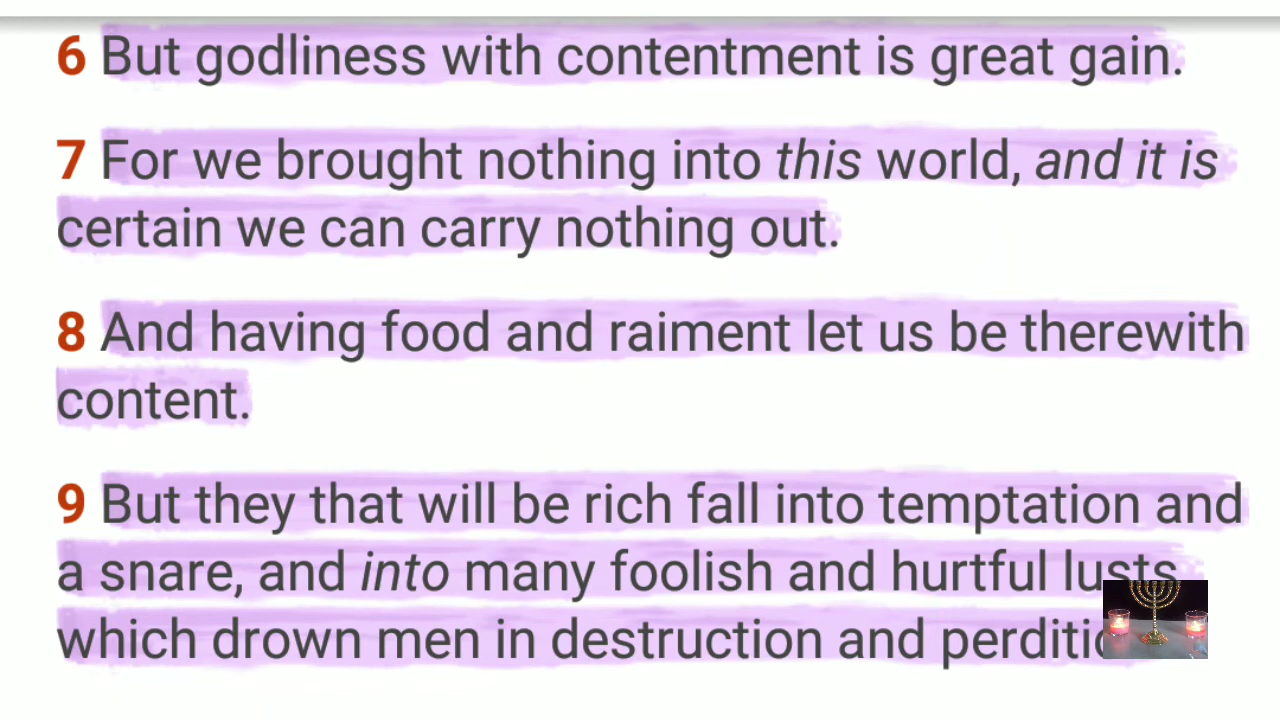 6 But godliness with contentment is great gain.
7 For we brought nothing into this world, and it is
certain we can carry nothing out.
8 And having food and raiment let us be therewith
content.
9 But they that will be rich fall into temptation and
a snare, and into many foolish and hurtful lusts
which drown men in destruction and